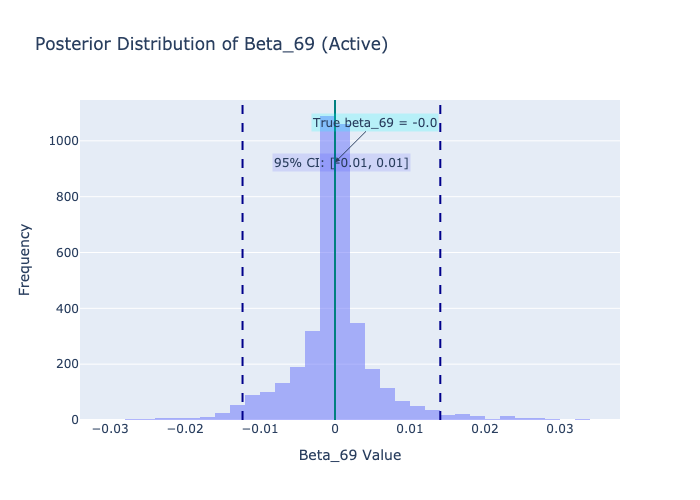 Posterior Distribution of Beta_69 (Active)
True beta_69 = -0.0
95% CI: [-0.01, 0.01]
1000
800
600
400
200
0
Frequency
−0.03
−0.02
−0.01
0
0.01
0.02
0.03
Beta_69 Value